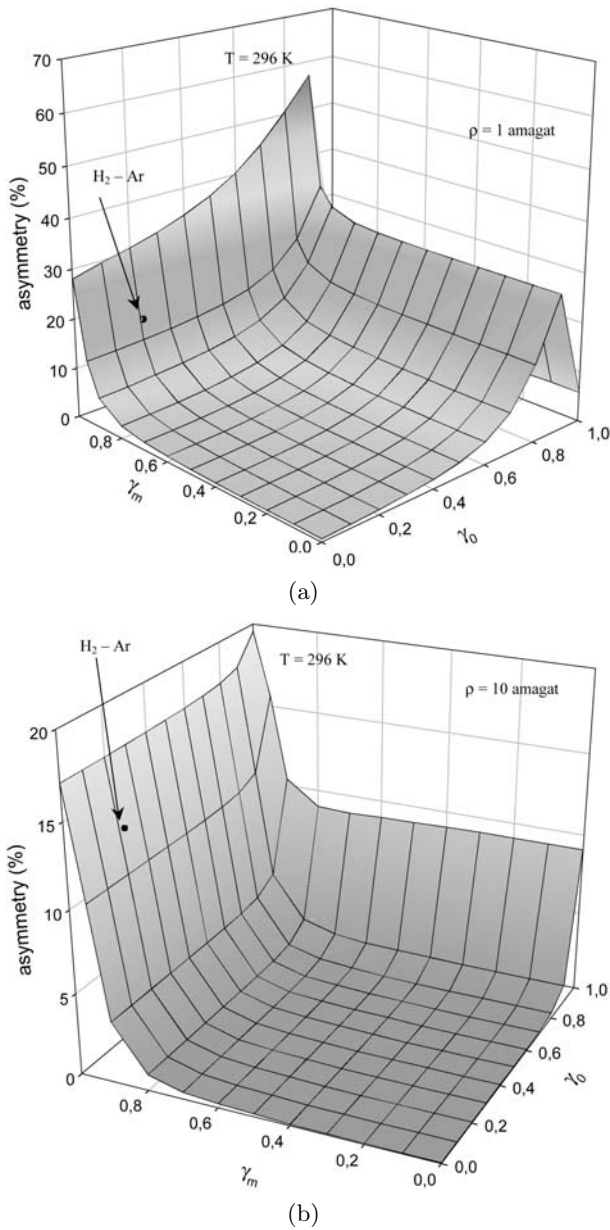 70
T = 296 K
60
ρ = 1 amagat
50
H₂ – Ar
40
asymmetry (%)
30
20
10
0
0,8
0,6
γₘ
0,4
0,2
0.0
0,0
0,2
0,4
γ₀
0,6
0,8
1,0
(a)
H₂ – Ar
T = 296 K
ρ = 10 amagat
20
15
asymmetry (%)
10
5
0
0,8
0,6
γₘ
0,4
0,2
0,0
0,0
0,2
0,4
γ₀
0,6
0,8
1,0
(b)